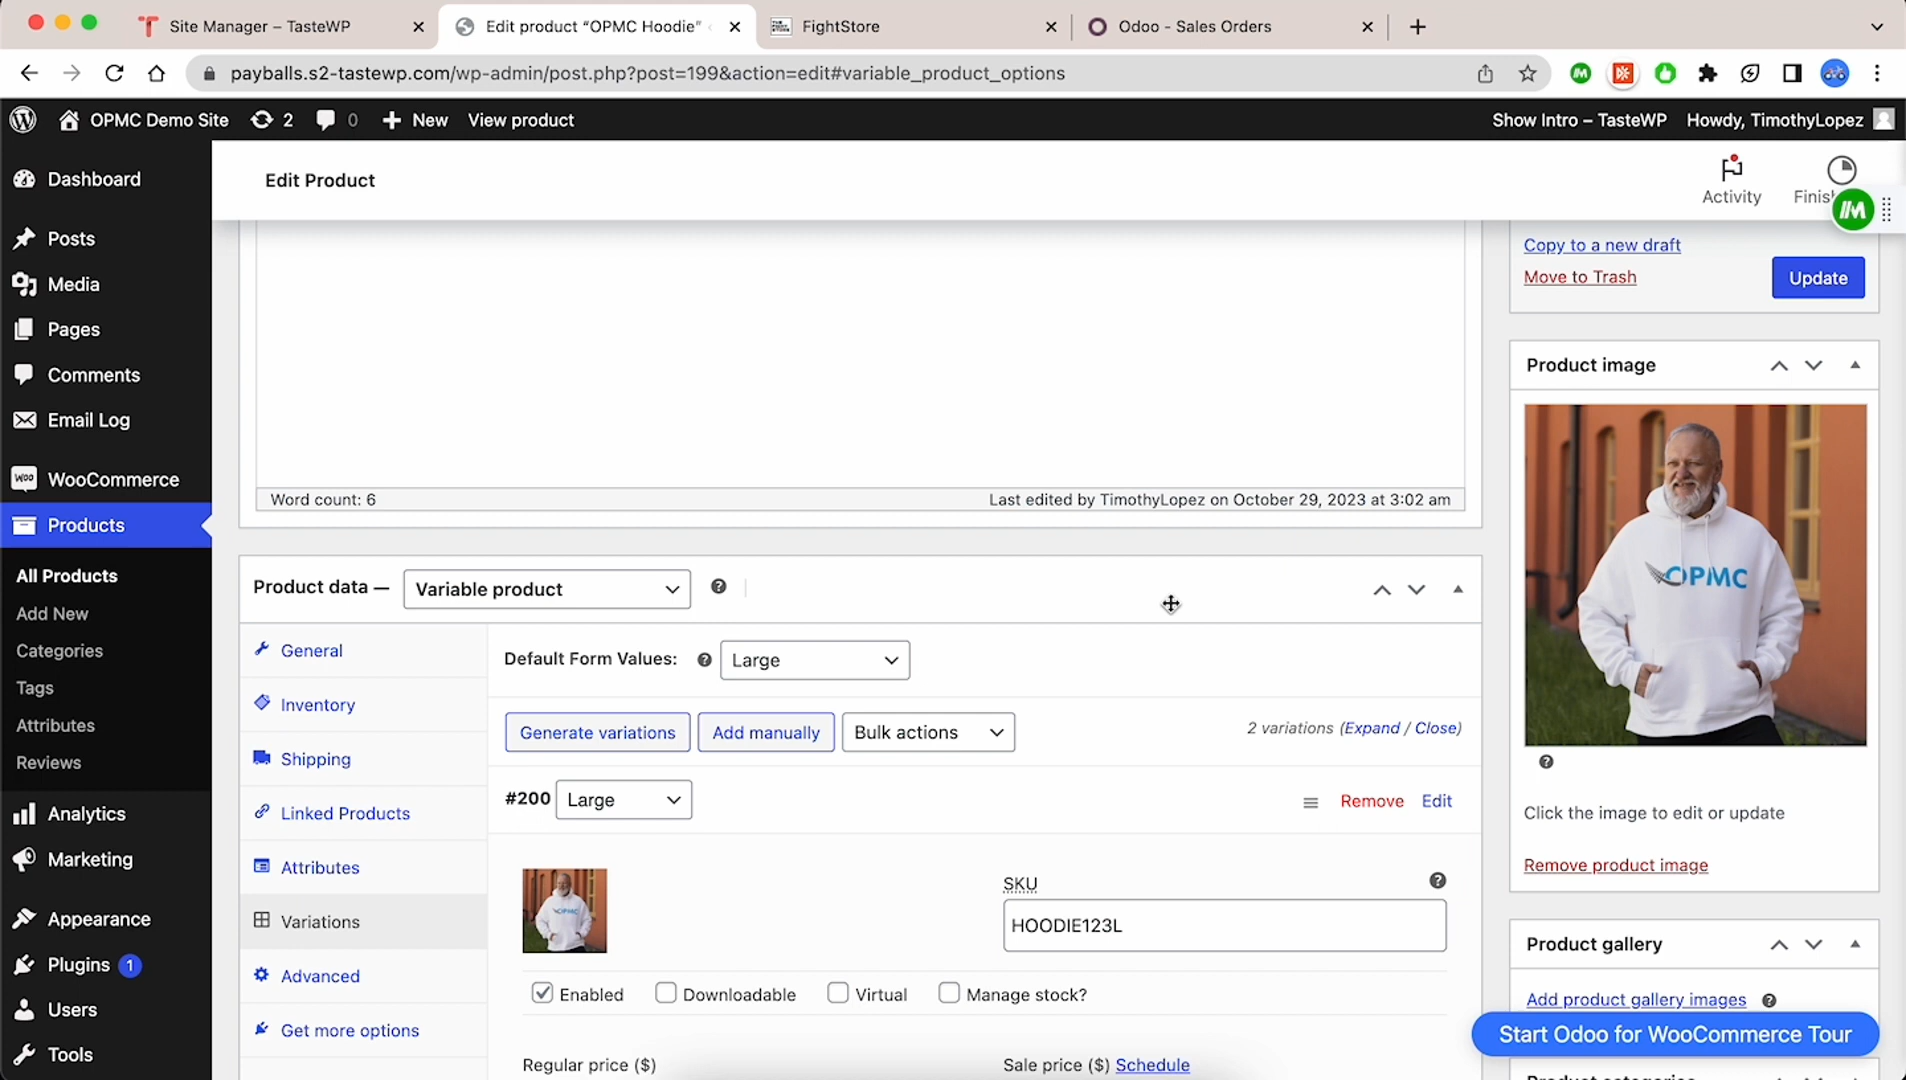 Site Manager – TasteWP
Edit product “OPMC Hoodie”
FightStore
Odoo - Sales Orders
payballs.s2-tastewp.com/wp-admin/post.php?post=199&action=edit#variable_product_options
OPMC Demo Site 2 0 New View product
Show Intro – TasteWP Howdy, TimothyLopez
Dashboard
Posts
Media
Pages
Comments
Email Log
WooCommerce
Products
All Products
Add New
Categories
Tags
Attributes
Reviews
Analytics
Marketing
Appearance
Plugins 1
Users
Tools
Edit Product
Activity
Word count: 6
Last edited by TimothyLopez on October 29, 2023 at 3:02 am
Product data — Variable product
General
Inventory
Shipping
Linked Products
Attributes
Variations
Advanced
Get more options
Default Form Values: Large
Generate variations Add manually Bulk actions
2 variations (Expand / Close)
#200 Large
Remove Edit
OPMC
SKU
HOODIE123L
Enabled Downloadable Virtual Manage stock?
Regular price ($)
Sale price ($) Schedule
Copy to a new draft
Move to Trash
Update
Product image
OPMC
Click the image to edit or update
Remove product image
Product gallery
Add product gallery images
Start Odoo for WooCommerce Tour